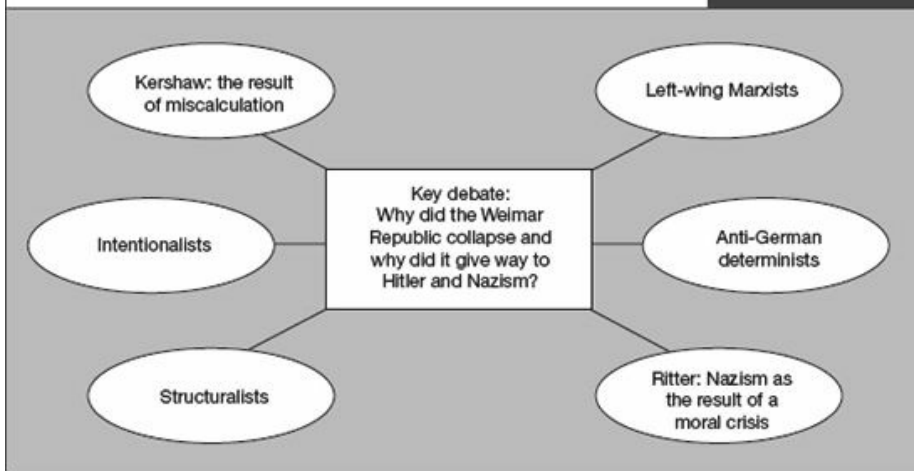 Kershaw: the result
of miscalculation
Left-wing Marxists
Key debate:
Why did the Weimar
Republic collapse and
why did it give way to
Hitler and Nazism?
Intentionalists
Anti-German
determinists
Structuralists
Ritter: Nazism as
the result of a
moral crisis